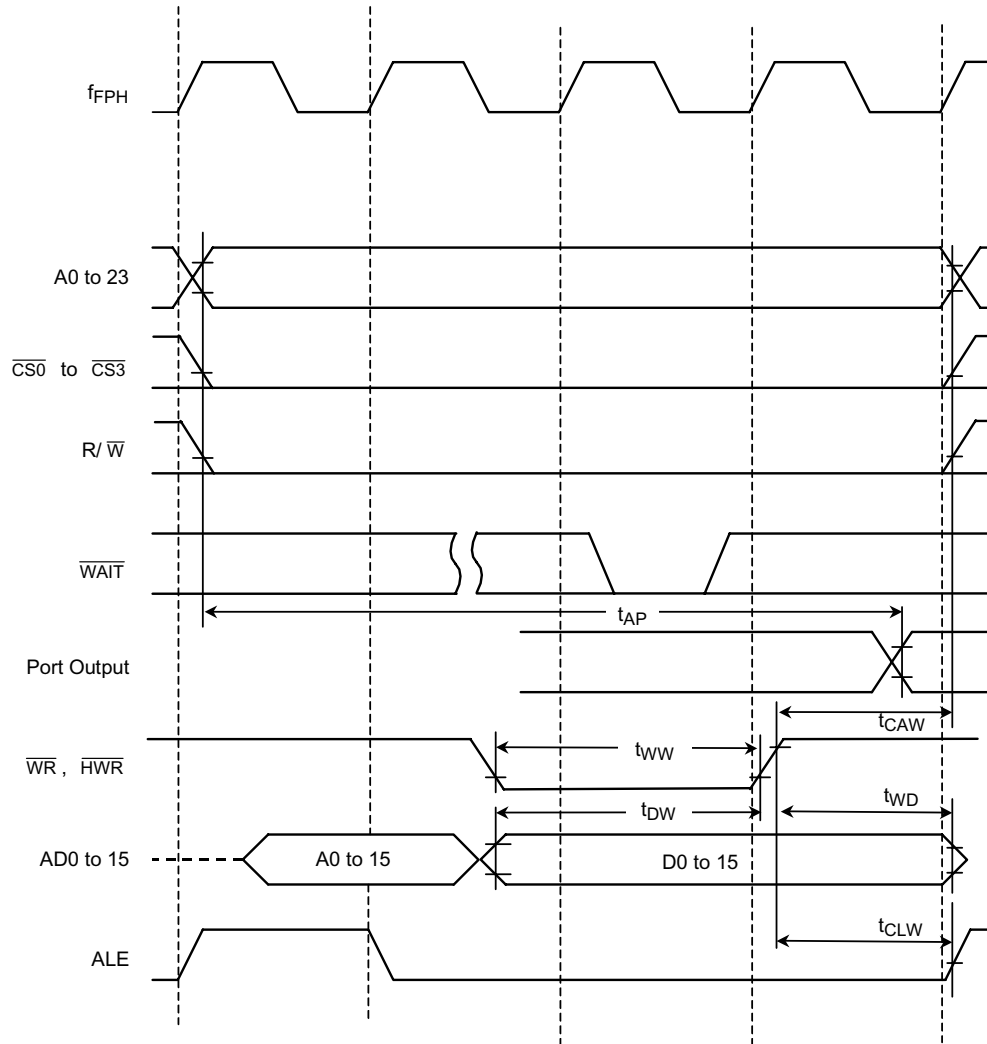 fFPH
A0 to 23
CS0 to CS3
R/ W
WAIT
tAP
Port Output
tCAW
tWW
WR , HWR
tWD
tDW
AD0 to 15
A0 to 15
D0 to 15
tCLW
ALE